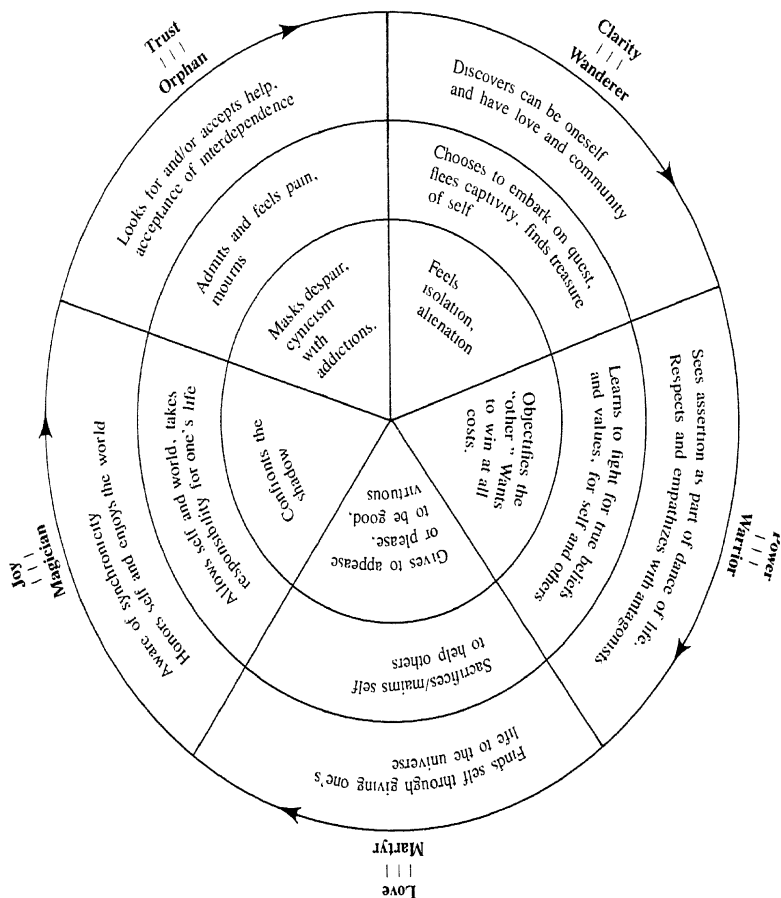 Trust
Orphan
Looks for and/or accepts help,
acceptance of interdependence
Admits and feels pain,
mourns
Masks despair,
cynicism
with
addictions.
Clarity
Wanderer
Discovers can be oneself
and have love and community
Chooses to embark on quest,
flees captivity, finds treasure
of self
Feels
isolation,
alienation
Power
Warrior
Sees assertion as part of dance of life.
Respects and empathizes with antagonists
Learns to fight for true beliefs
and values, for self and others
Objectifies the
"other" Wants
to win at all
costs.
Love
Martyr
Finds self through giving one's
life to the universe
Sacrifices/maims self
to help others
Gives to appease
or please.
to be good,
virtuous
Joy
Magician
Aware of synchronicity
Honors self and enjoys the world
Allows self and world, takes
responsibility for one's life
Confronts the
shadow